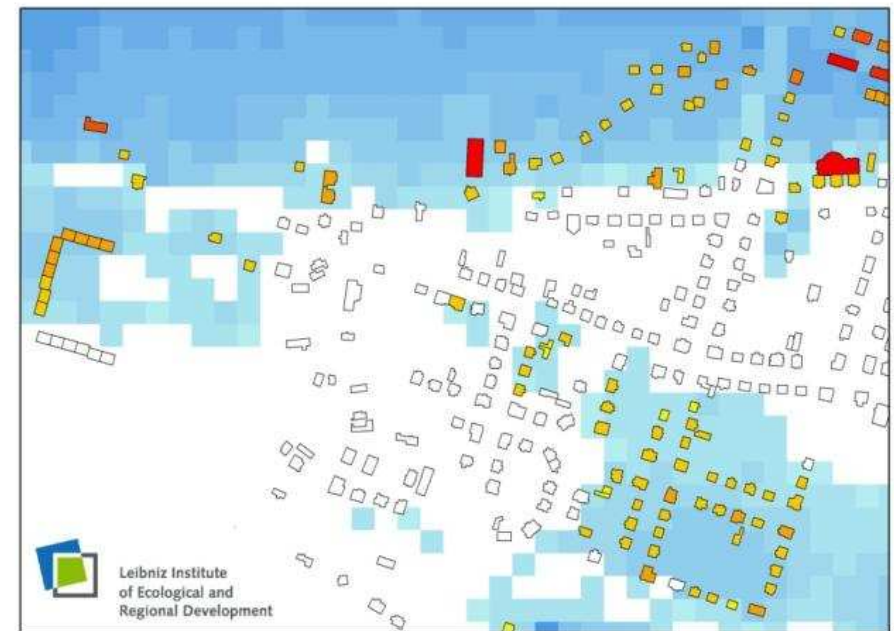 Leibniz Institute
of Ecological and
Regional Development